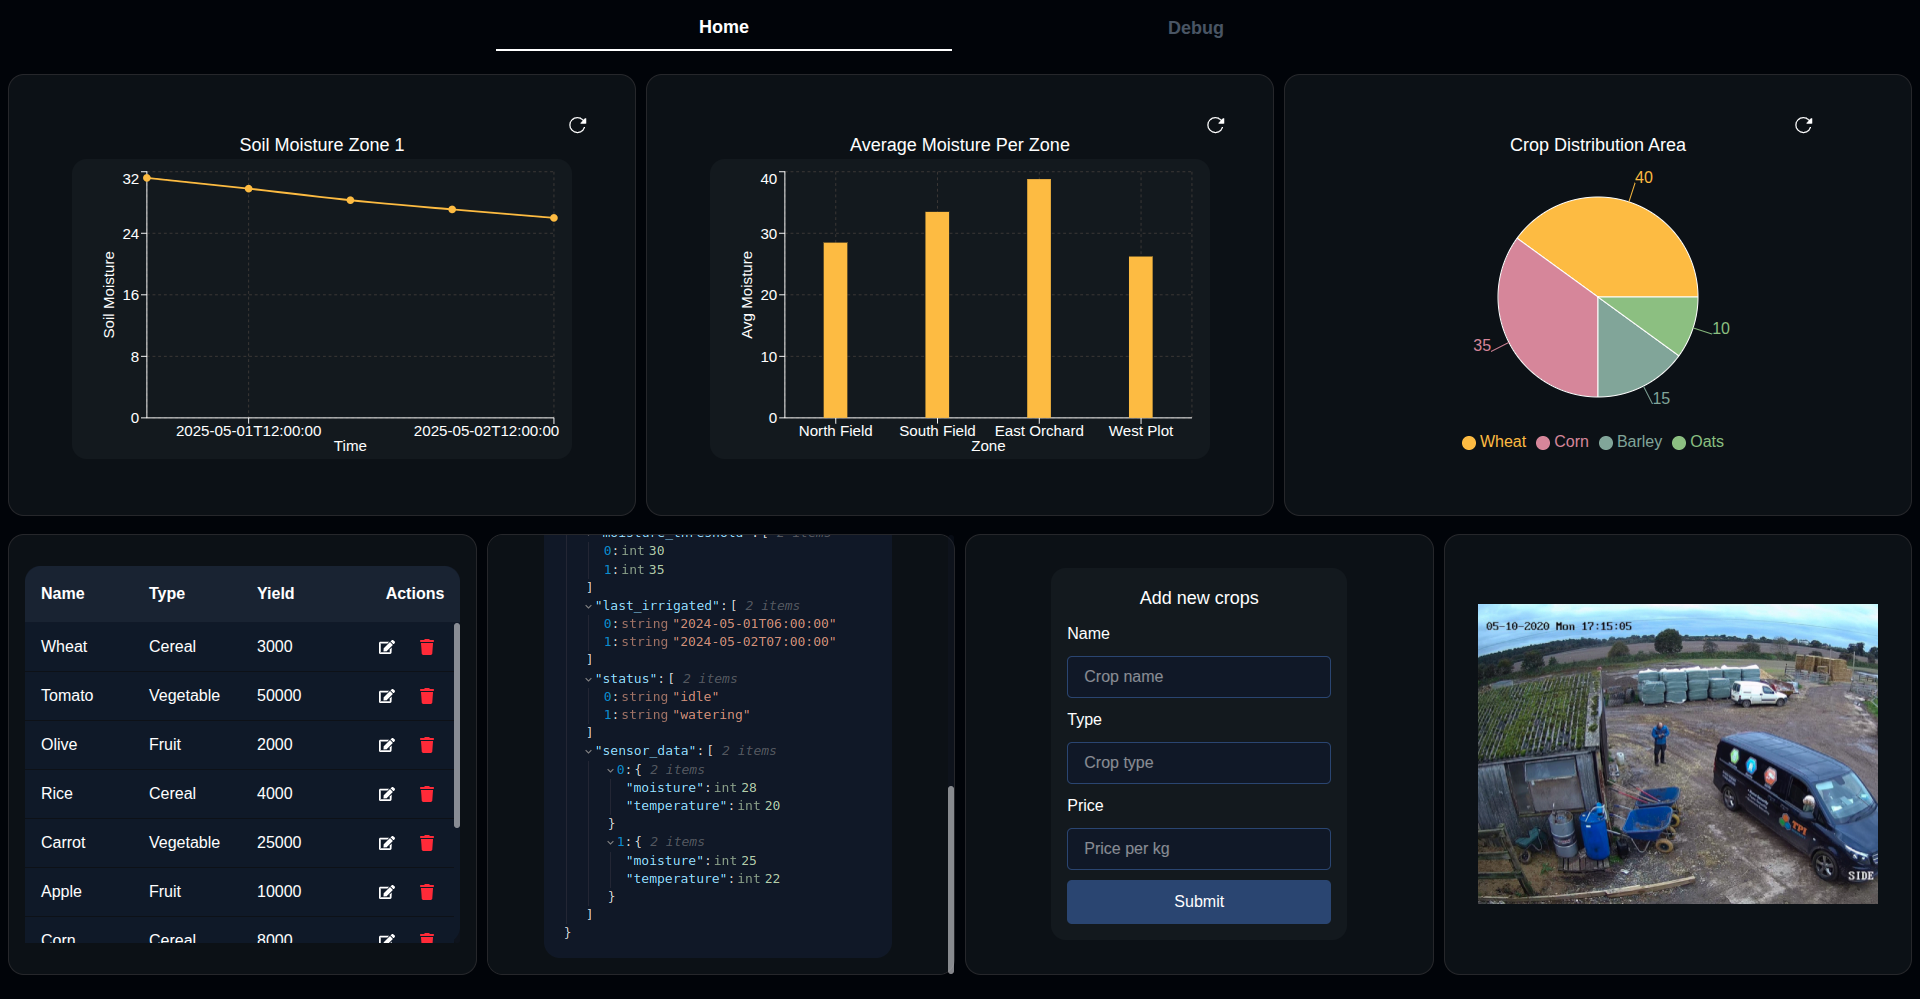 Home
Debug
Soil Moisture Zone 1
32
24
16
8
0
Soil Moisture
2025-05-01T12:00:00
2025-05-02T12:00:00
Time
Average Moisture Per Zone
40
30
20
10
0
Avg Moisture
North Field
South Field
East Orchard
West Plot
Zone
Crop Distribution Area
40
35
10
15
Wheat
Corn
Barley
Oats
Name Type Yield Actions
Wheat Cereal 3000
Tomato Vegetable 50000
Olive Fruit 2000
Rice Cereal 4000
Carrot Vegetable 25000
Apple Fruit 10000
Corn Cereal 8000
"moisture_threshold":[ 2 items
0:int 30
1:int 35
]
"last_irrigated":[ 2 items
0:string "2024-05-01T06:00:00"
1:string "2024-05-02T07:00:00"
]
"status":[ 2 items
0:string "idle"
1:string "watering"
]
"sensor_data":[ 2 items
0:{ 2 items
"moisture":int 28
"temperature":int 20
}
1:{ 2 items
"moisture":int 25
"temperature":int 22
}
]
}
Add new crops
Name
Crop name
Type
Crop type
Price
Price per kg
Submit
05-10-2020 Mon 17:15:05
TPI
SIDE